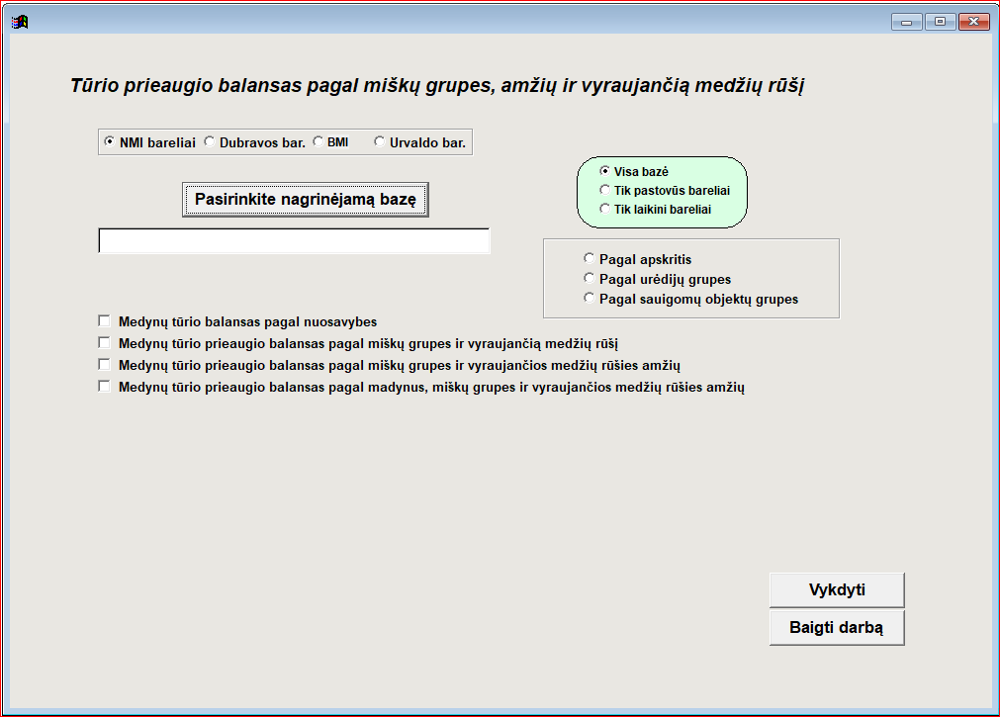 Tūrio prieaugio balansas pagal miškų grupes, amžių ir vyraujančią medžių rūšį
NMI bareliai Dubravos bar. BMI Urvaldo bar.
Visa bazė
Tik pastovūs bareliai
Tik laikini bareliai
Pasirinkite nagrinėjamą bazę
Pagal apskritis
Pagal urėdijų grupes
Pagal sauigomų objektų grupes
Medynų tūrio balansas pagal nuosavybes
Medynų tūrio prieaugio balansas pagal miškų grupes ir vyraujančią medžių rūšį
Medynų tūrio prieaugio balansas pagal miškų grupes ir vyraujančios medžių rūšies amžių
Medynų tūrio prieaugio balansas pagal madynus, miškų grupes ir vyraujančios medžių rūšies amžių
Vykdyti
Baigti darbą